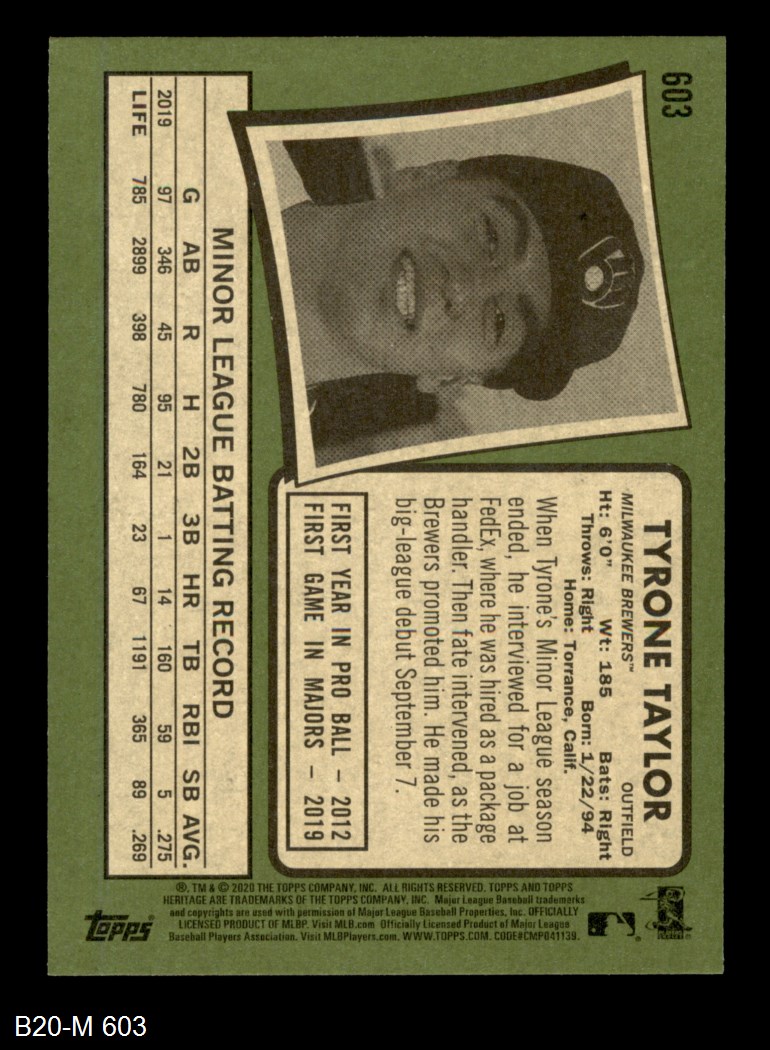 603
TYRONE TAYLOR
MILWAUKEE BREWERS™ OUTFIELD
Ht: 6'0" Wt: 185 Bats: Right
Throws: Right Born: 1/22/94
Home: Torrance, Calif.
When Tyrone's Minor League season
ended, he interviewed for a job at
FedEx, where he was hired as a package
handler. Then fate intervened, as the
Brewers promoted him. He made his
big-league debut September 7.
FIRST YEAR IN PRO BALL – 2012
FIRST GAME IN MAJORS – 2019
MINOR LEAGUE BATTING RECORD
G AB R H 2B 3B HR TB RBI SB AVG.
2019 97 346 45 95 21 1 14 160 59 5 .275
LIFE 785 2899 398 780 164 23 67 1191 365 89 .269
®, TM & © 2020 THE TOPPS COMPANY, INC. ALL RIGHTS RESERVED. TOPPS AND TOPPS
HERITAGE ARE TRADEMARKS OF THE TOPPS COMPANY, INC. Major League Baseball trademarks
and copyrights are used with permission of Major League Baseball Properties, Inc. OFFICIALLY
LICENSED PRODUCT OF MLBP. Visit MLB.com Officially Licensed Product of Major League
Baseball Players Association. Visit MLBPlayers.com. WWW.TOPPS.COM. CODE#CMP041139.
topps®
B20-M 603